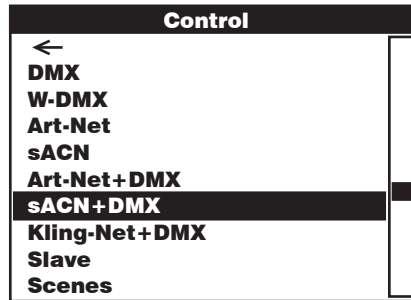 Control
←
DMX
W-DMX
Art-Net
sACN
Art-Net+DMX
sACN+DMX
Kling-Net+DMX
Slave
Scenes